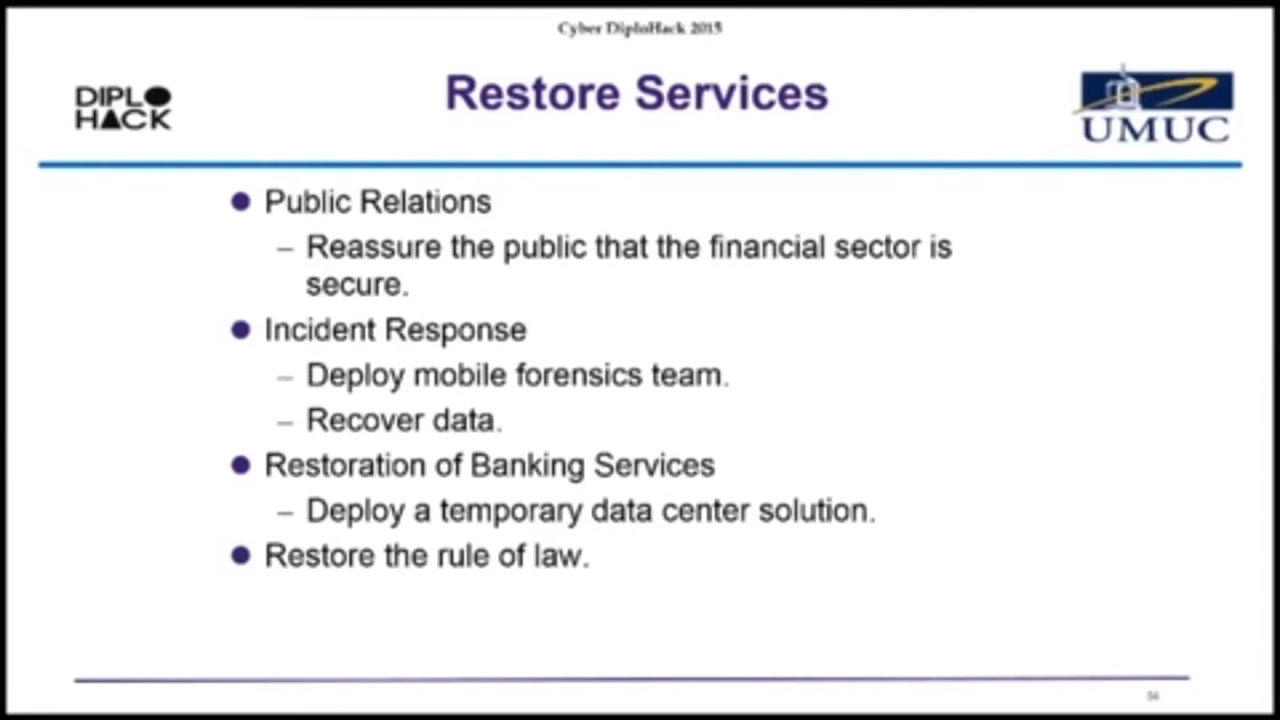 Cyber DiploHack 2015
DIPL●
HACK
Restore Services
UMUC
● Public Relations
– Reassure the public that the financial sector is
secure.
● Incident Response
– Deploy mobile forensics team.
– Recover data.
● Restoration of Banking Services
– Deploy a temporary data center solution.
● Restore the rule of law.